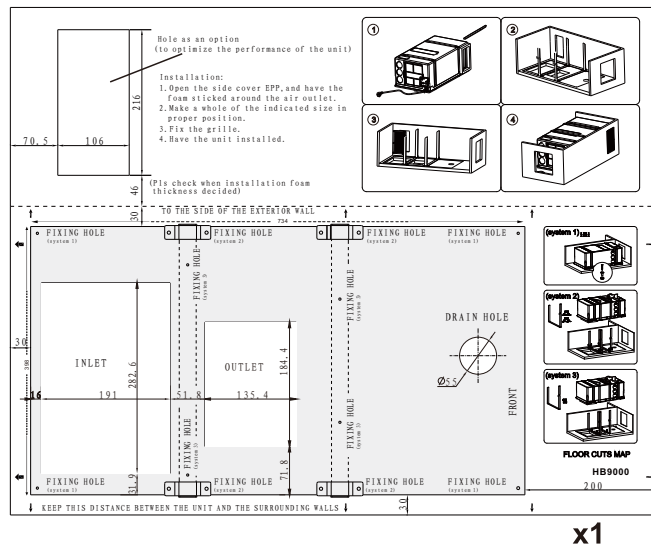 Hole as an option
(to optimize the performance of the unit)
Installation:
1. Open the side cover EPP, and have the
foam sticked around the air outlet.
2. Make a whole of the indicated size in
proper position.
3. Fix the grille.
4. Have the unit installed.
216
70.5
106
46
(Pls check when installation foam
thickness decided)
1
2
3
4
30
TO THE SIDE OF THE EXTERIOR WALL
734
FIXING HOLE
(system 1)
FIXING HOLE
(system 2)
FIXING HOLE
(system 2)
FIXING HOLE
(system 1)
FIXING HOLE
(system 3)
FIXING HOLE
(system 3)
30
398
INLET
282.6
16
191
51.8
OUTLET
184.4
135.4
DRAIN HOLE
Ø55
FRONT
FIXING HOLE
(system 3)
FIXING HOLE
(system 3)
31.9
71.8
FIXING HOLE
(system 1)
FIXING HOLE
(system 2)
FIXING HOLE
(system 2)
FIXING HOLE
(system 1)
KEEP THIS DISTANCE BETWEEN THE UNIT AND THE SURROUNDING WALLS
30
(system 1)
(system 2)
(system 3)
FLOOR CUTS MAP
HB9000
200
x1